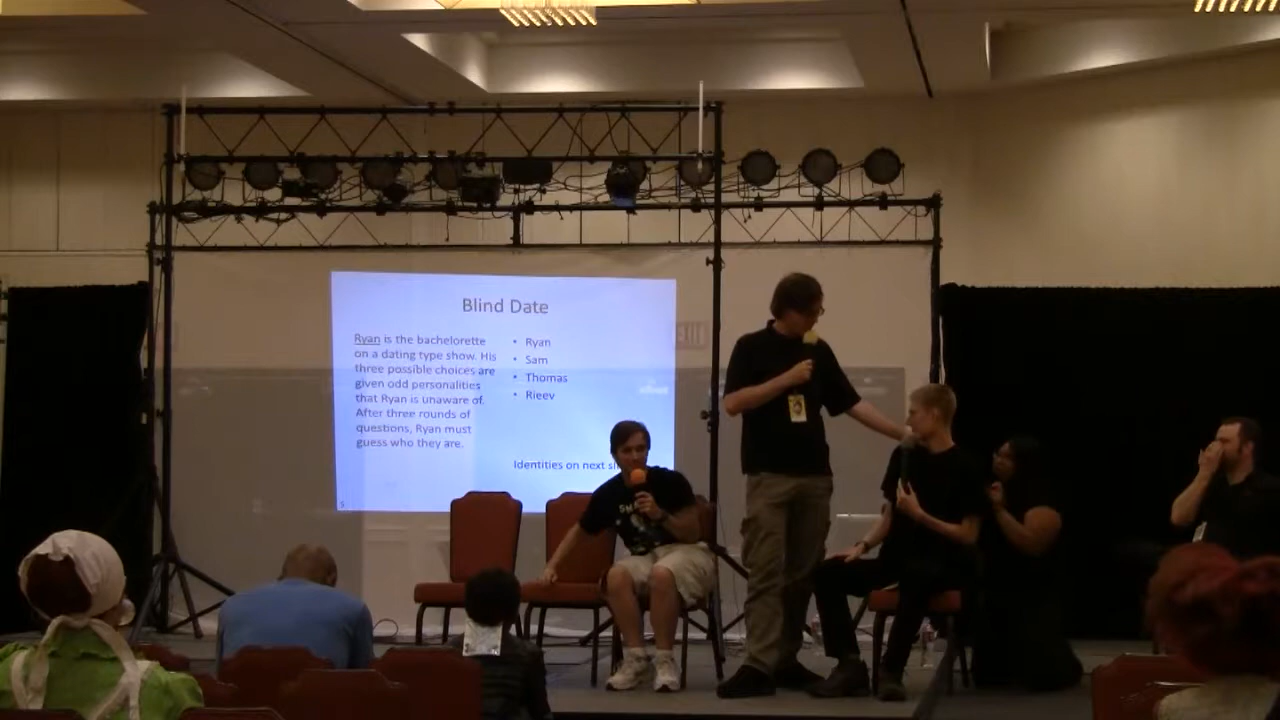 Blind Date
Ryan is the bachelorette
on a dating type show. His
three possible choices are
given odd personalities
that Ryan is unaware of.
After three rounds of
questions, Ryan must
guess who they are.
• Ryan
• Sam
• Thomas
• Rieev
Identities on next
5
EXIT